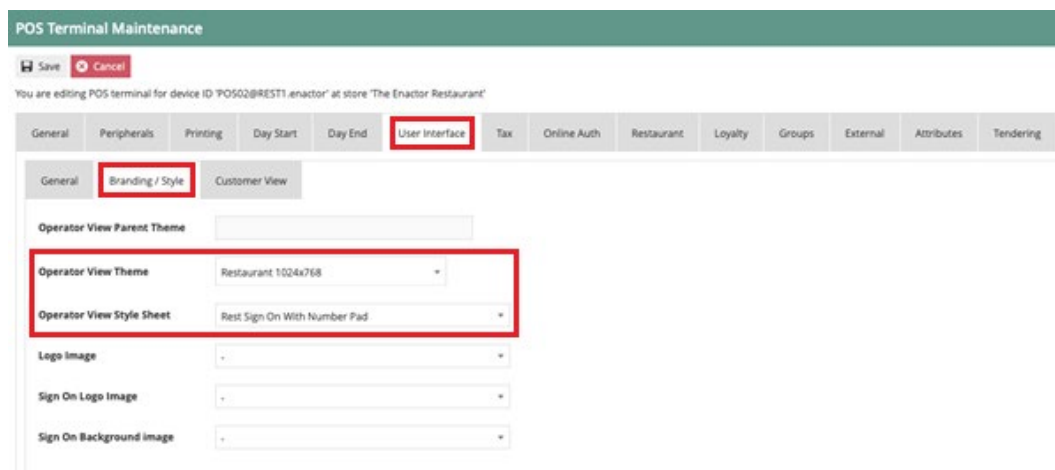 POS Terminal Maintenance
Save Cancel
You are editing POS terminal for device ID 'POS02@REST1.enactor' at store 'The Enactor Restaurant'
General Peripherals Printing Day Start Day End User Interface Tax Online Auth Restaurant Loyalty Groups External Attributes Tendering
General Branding / Style Customer View
Operator View Parent Theme
Operator View Theme Restaurant 1024x768
Operator View Style Sheet Rest Sign On With Number Pad
Logo Image -
Sign On Logo Image -
Sign On Background image -